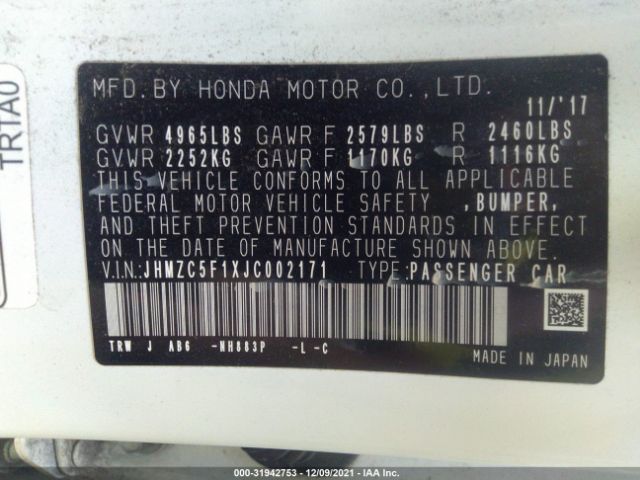 TRTA0
MFD.BY HONDA MOTOR CO.,LTD.
11/'17
GVWR 4965LBS GAWR F 2579LBS R 2460LBS
GVWR 2252KG GAWR F 1170KG R 1116KG
THIS VEHICLE CONFORMS TO ALL APPLICABLE
FEDERAL MOTOR VEHICLE SAFETY ,BUMPER,
AND THEFT PREVENTION STANDARDS IN EFFECT
ON THE DATE OF MANUFACTURE SHOWN ABOVE.
V.I.N:JHMZC5F1XJC002171 TYPE:PASSENGER CAR
TRW J AB6 -NH883P -L -C
MADE IN JAPAN
000-31942753 - 12/09/2021 - IAA Inc.